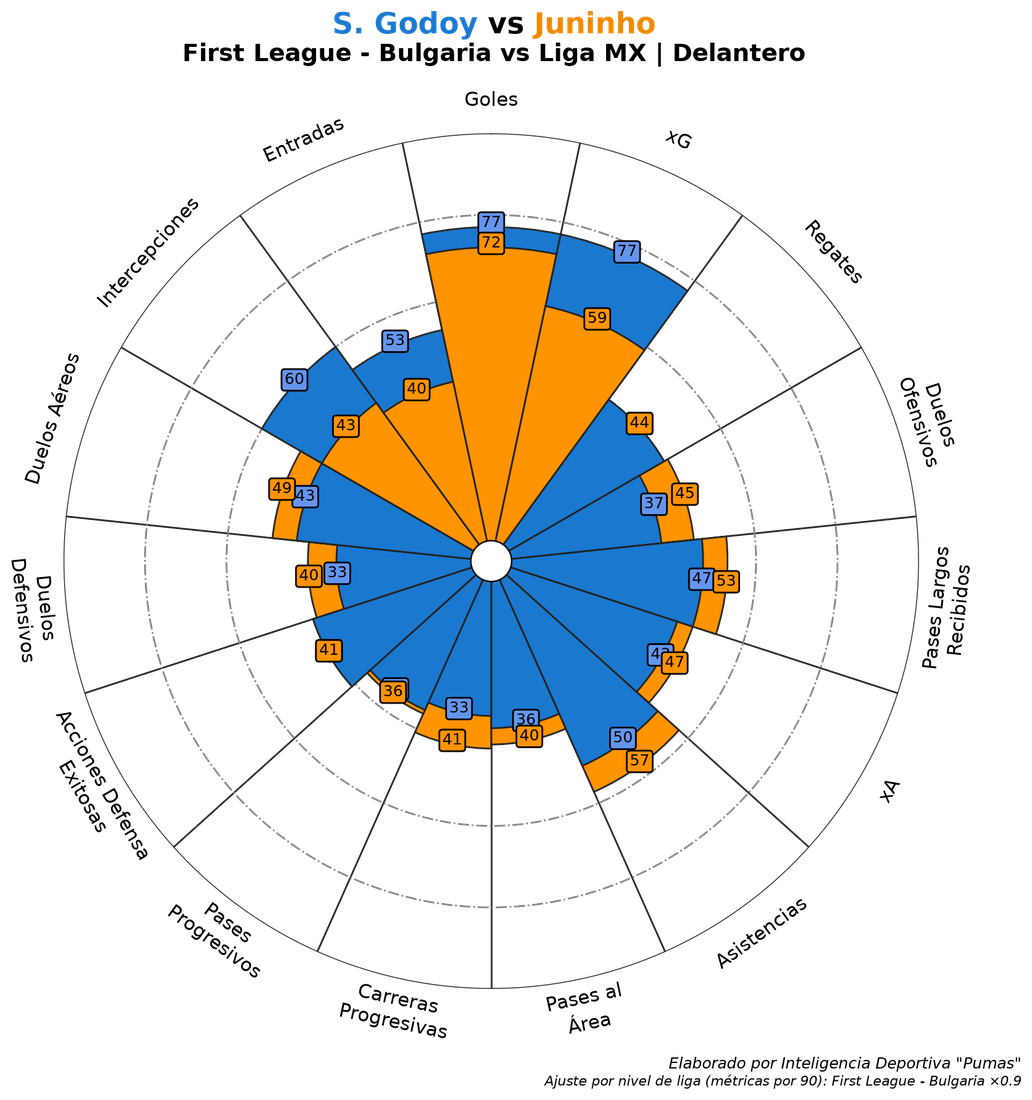 S. Godoy vs Juninho
First League - Bulgaria vs Liga MX | Delantero
Goles
xG
Regates
Duelos
Ofensivos
Pases Largos
Recibidos
xA
Asistencias
Pases al
Área
Carreras
Progresivas
Pases
Progresivos
Acciones Defensa
Exitosas
Duelos
Defensivos
Duelos Aéreos
Intercepciones
Entradas
77
72
77
59
44
37
45
47
53
47
50
57
36
40
33
41
36
41
33
40
43
49
60
43
53
40
Elaborado por Inteligencia Deportiva "Pumas"
Ajuste por nivel de liga (métricas por 90): First League - Bulgaria ×0.9